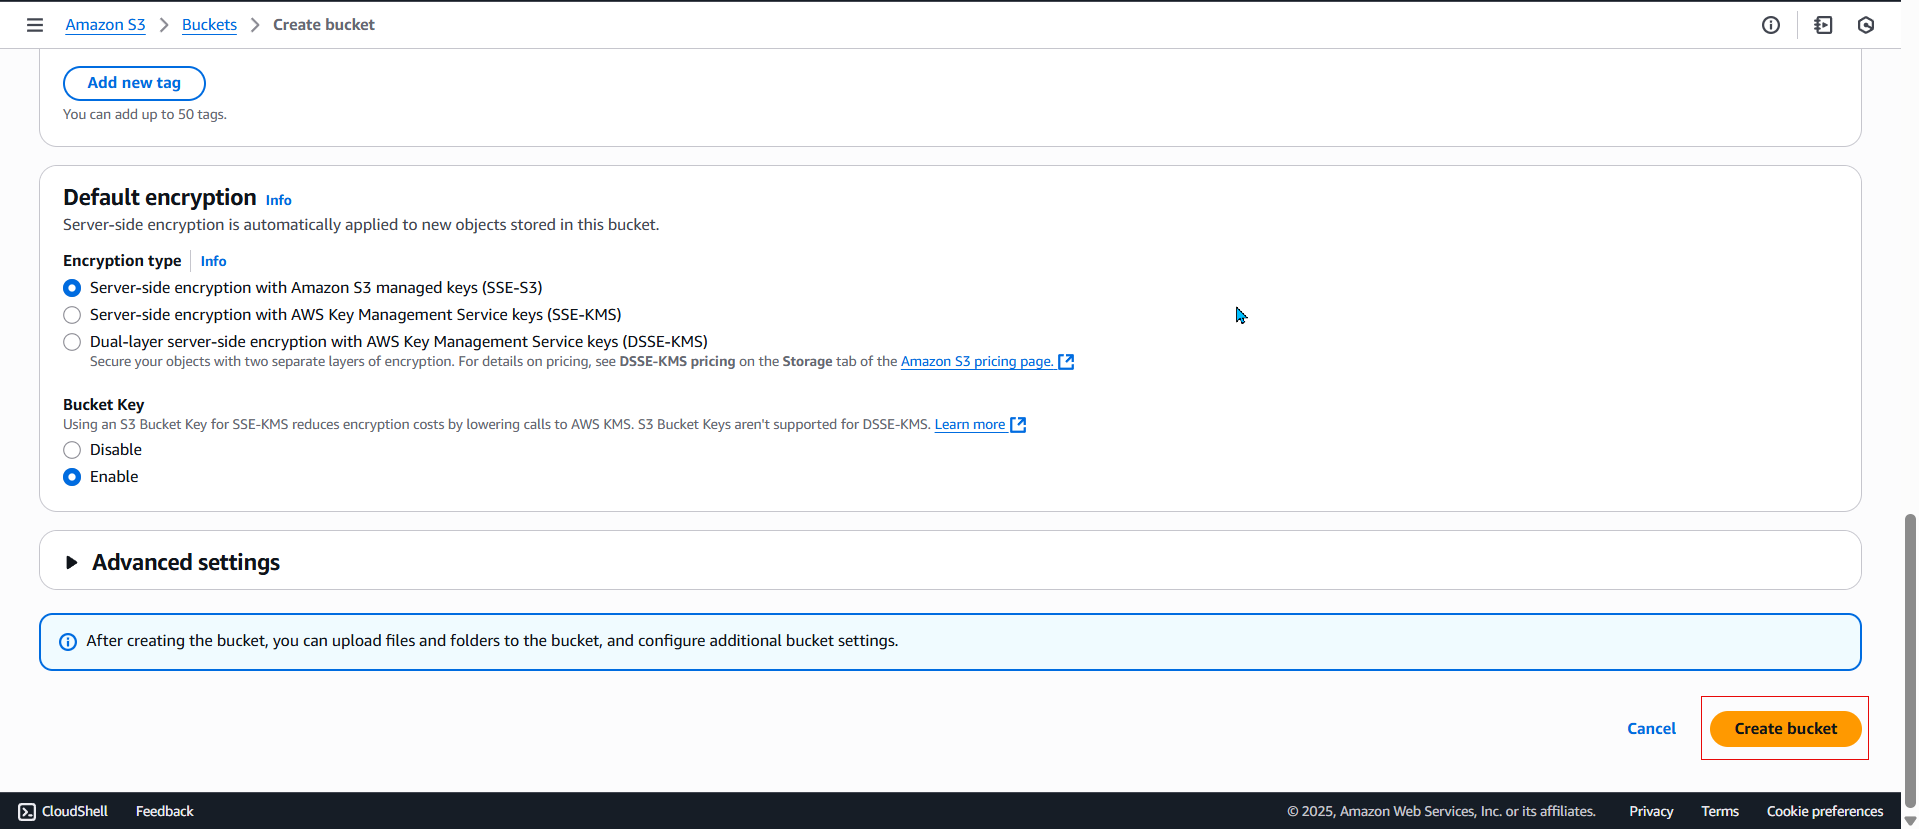 Amazon S3 > Buckets > Create bucket
Add new tag
You can add up to 50 tags.
Default encryption Info
Server-side encryption is automatically applied to new objects stored in this bucket.
Encryption type Info
Server-side encryption with Amazon S3 managed keys (SSE-S3)
Server-side encryption with AWS Key Management Service keys (SSE-KMS)
Dual-layer server-side encryption with AWS Key Management Service keys (DSSE-KMS)
Secure your objects with two separate layers of encryption. For details on pricing, see DSSE-KMS pricing on the Storage tab of the Amazon S3 pricing page.
Bucket Key
Using an S3 Bucket Key for SSE-KMS reduces encryption costs by lowering calls to AWS KMS. S3 Bucket Keys aren't supported for DSSE-KMS. Learn more
Disable
Enable
Advanced settings
After creating the bucket, you can upload files and folders to the bucket, and configure additional bucket settings.
Cancel Create bucket
CloudShell Feedback © 2025, Amazon Web Services, Inc. or its affiliates. Privacy Terms Cookie preferences